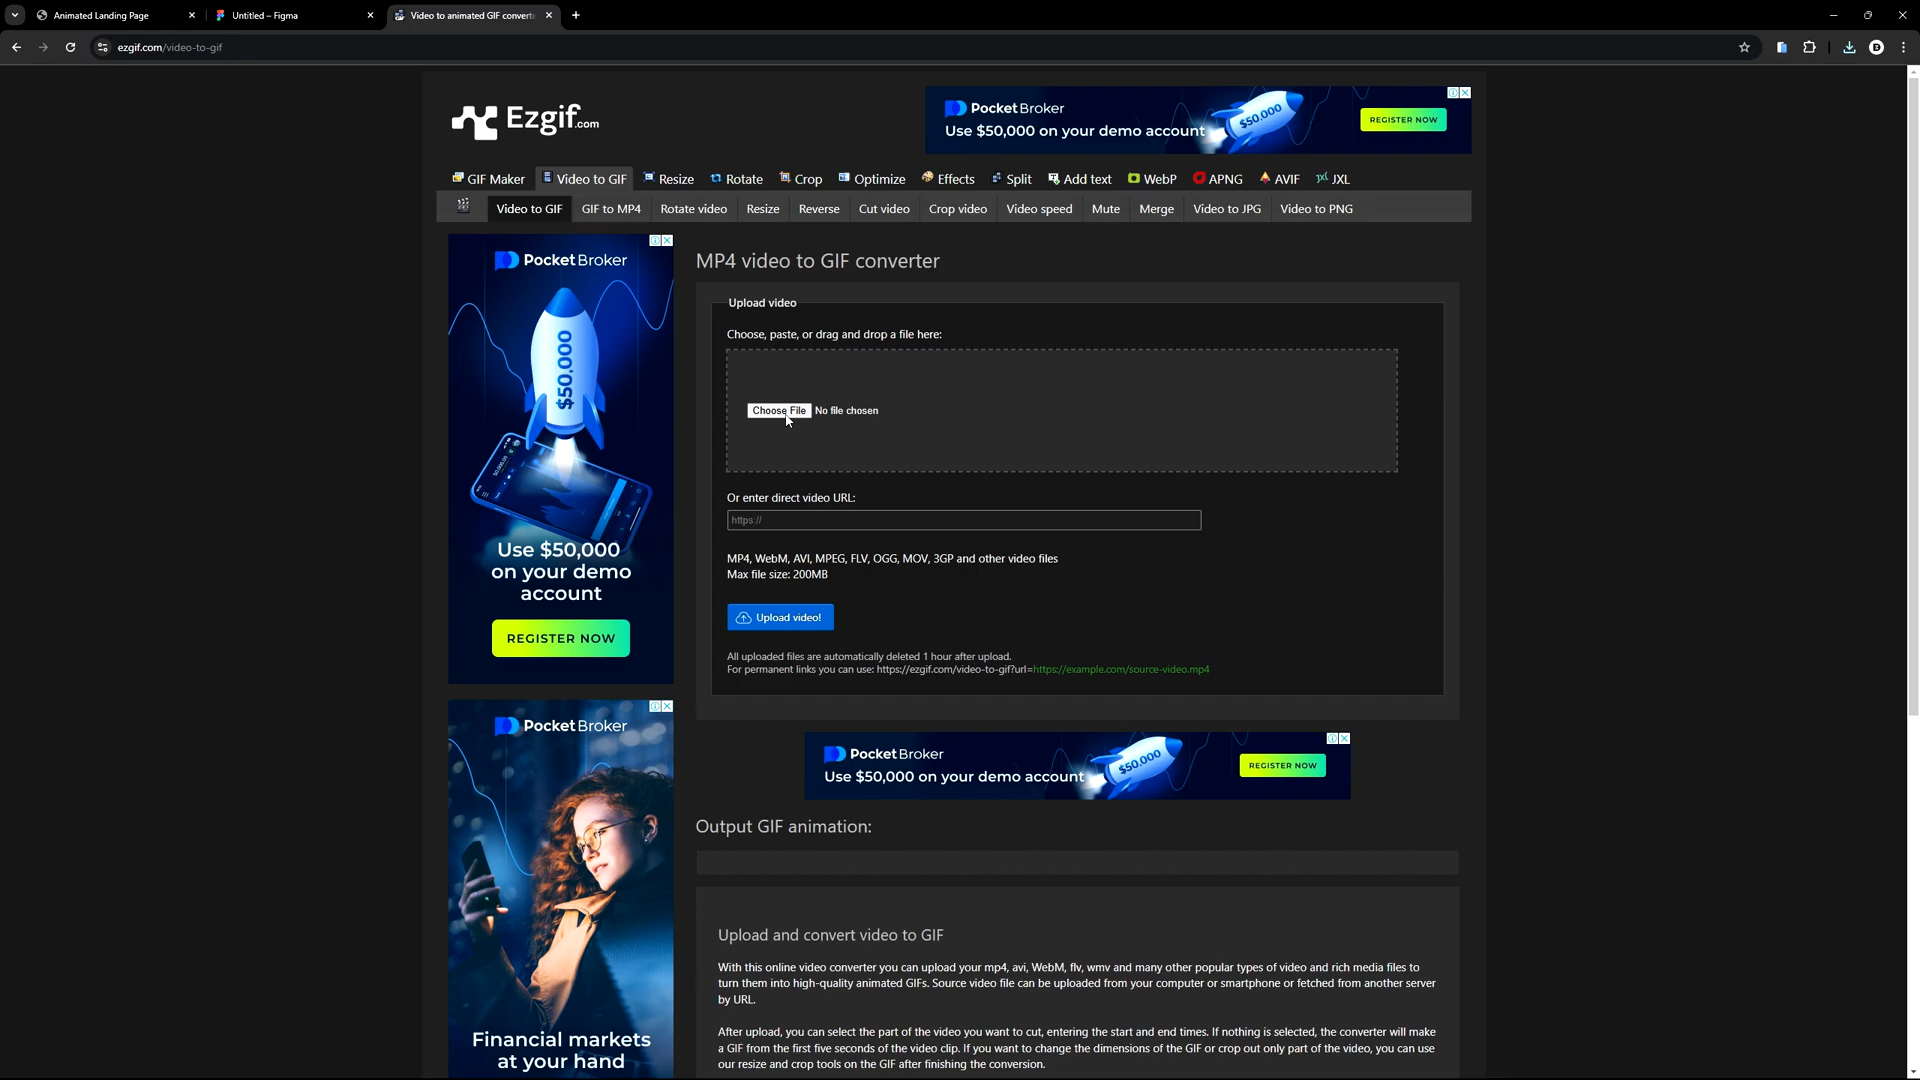 Animated Landing Page
Untitled – Figma
Video to animated GIF converte
ezgif.com/video-to-gif
D
Ezgif.com
PocketBroker
Use $50,000 on your demo account
$50,000
REGISTER NOW
GIF Maker
Video to GIF
Resize
Rotate
Crop
Optimize
Effects
Split
Add text
WebP
APNG
AVIF
JXL
Video to GIF
GIF to MP4
Rotate video
Resize
Reverse
Cut video
Crop video
Video speed
Mute
Merge
Video to JPG
Video to PNG
PocketBroker
$50,000
Use $50,000
on your demo
account
REGISTER NOW
MP4 video to GIF converter
Upload video
Choose, paste, or drag and drop a file here:
Choose File No file chosen
Or enter direct video URL:
https://
MP4, WebM, AVI, MPEG, FLV, OGG, MOV, 3GP and other video files
Max file size: 200MB
Upload video!
All uploaded files are automatically deleted 1 hour after upload.
For permanent links you can use: https://ezgif.com/video-to-gif?url=https://example.com/source-video.mp4
PocketBroker
Financial markets
at your hand
PocketBroker
Use $50,000 on your demo account
$50,000
REGISTER NOW
Output GIF animation:
Upload and convert video to GIF
With this online video converter you can upload your mp4, avi, WebM, flv, wmv and many other popular types of video and rich media files to
turn them into high-quality animated GIFs. Source video file can be uploaded from your computer or smartphone or fetched from another server
by URL.
After upload, you can select the part of the video you want to cut, entering the start and end times. If nothing is selected, the converter will make
a GIF from the first five seconds of the video clip. If you want to change the dimensions of the GIF or crop out only part of the video, you can use
our resize and crop tools on the GIF after finishing the conversion.